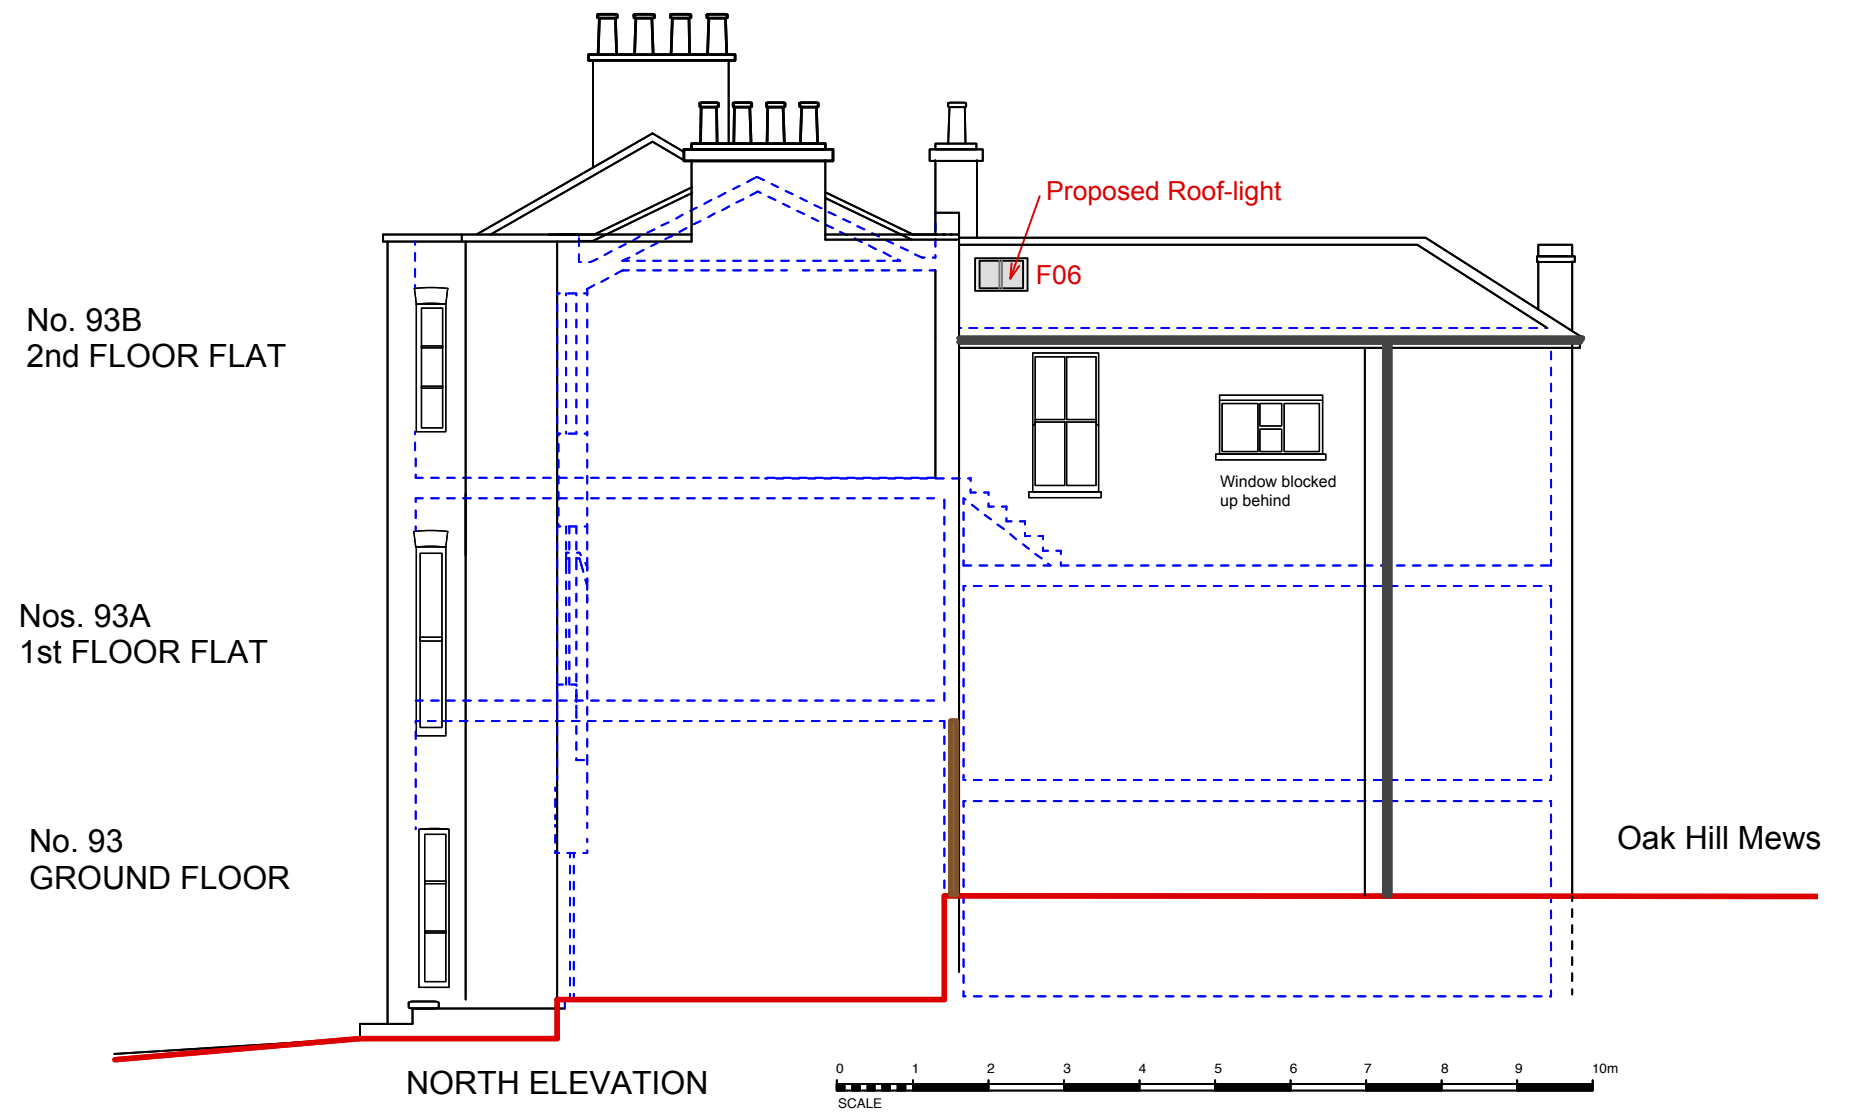 Proposed Roof-light
F06
No. 93B
2nd FLOOR FLAT
Window blocked
up behind
Nos. 93A
1st FLOOR FLAT
No. 93
GROUND FLOOR
Oak Hill Mews
NORTH ELEVATION
0 1 2 3 4 5 6 7 8 9 10m
SCALE